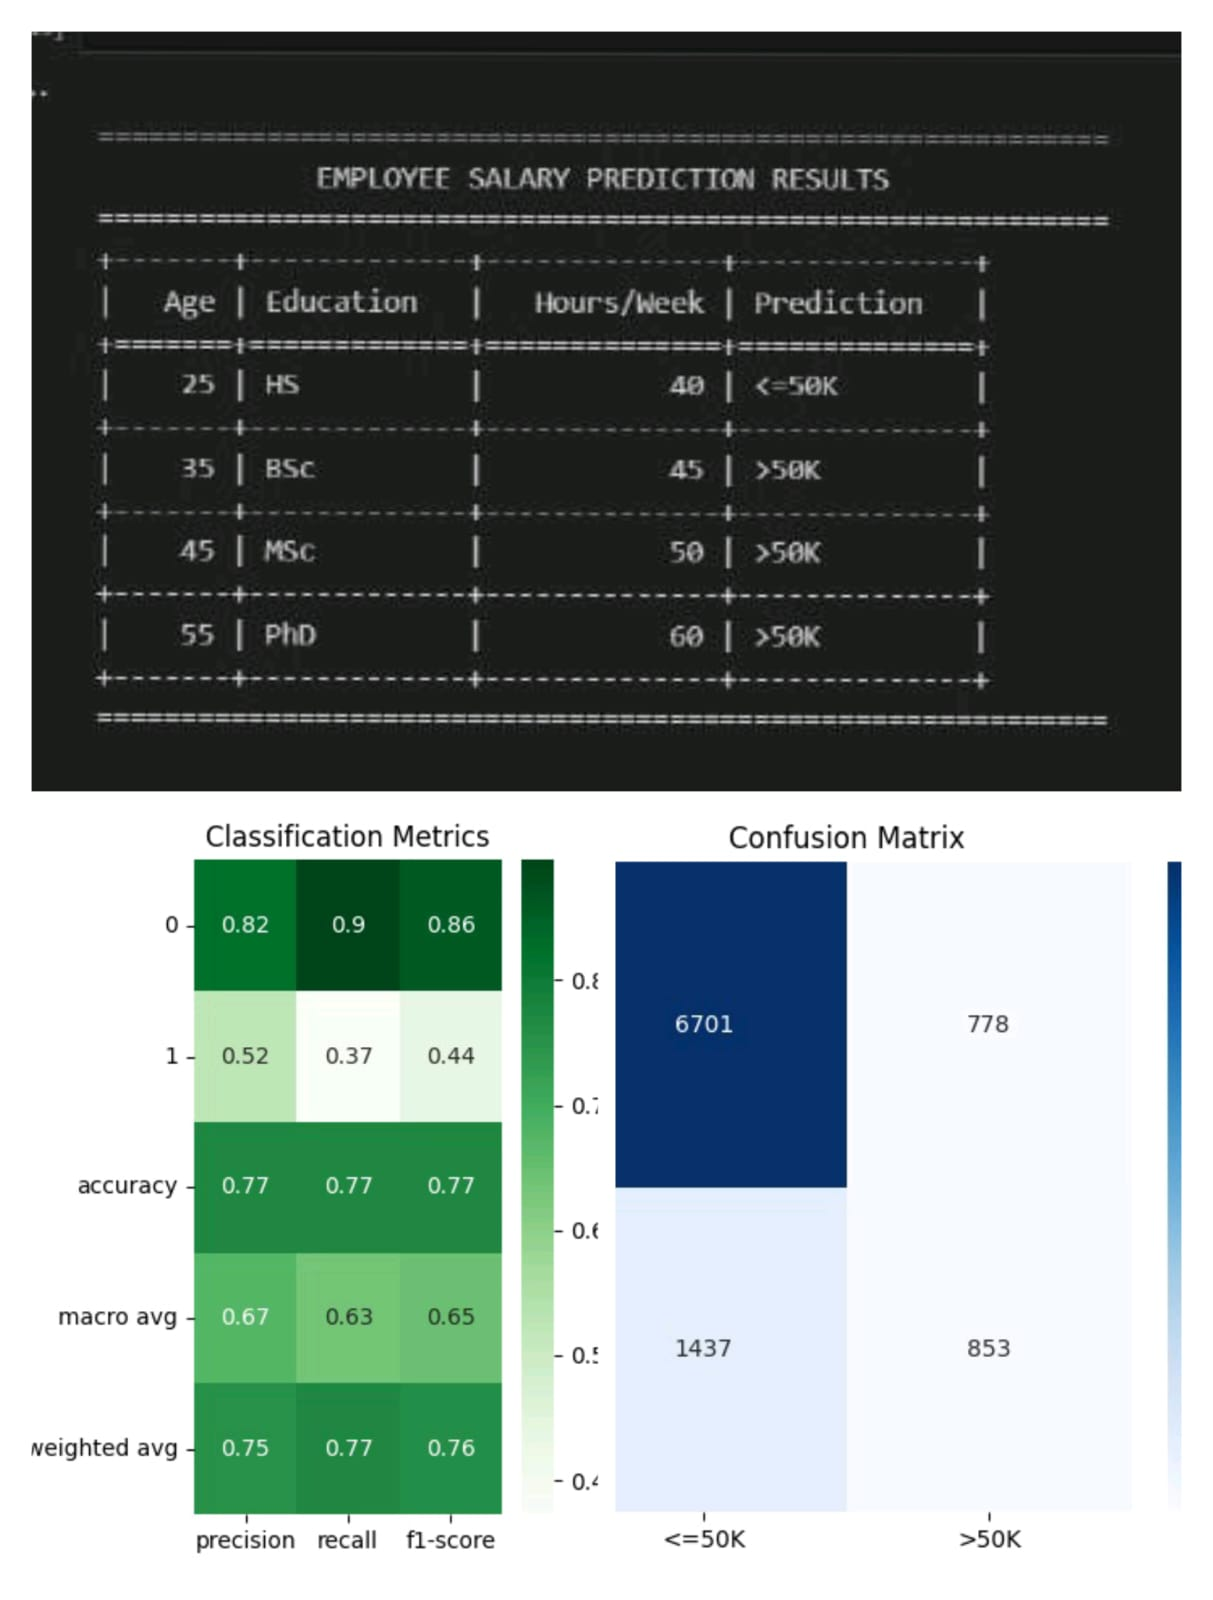 EMPLOYEE SALARY PREDICTION RESULTS
Age | Education | Hours/Week | Prediction
25 | HS | 40 | <=50K
35 | BSc | 45 | >50K
45 | MSc | 50 | >50K
55 | PhD | 60 | >50K
Classification Metrics
0 0.82 0.9 0.86
1 0.52 0.37 0.44
accuracy 0.77 0.77 0.77
macro avg 0.67 0.63 0.65
weighted avg 0.75 0.77 0.76
precision recall f1-score
Confusion Matrix
6701 778
1437 853
<=50K >50K